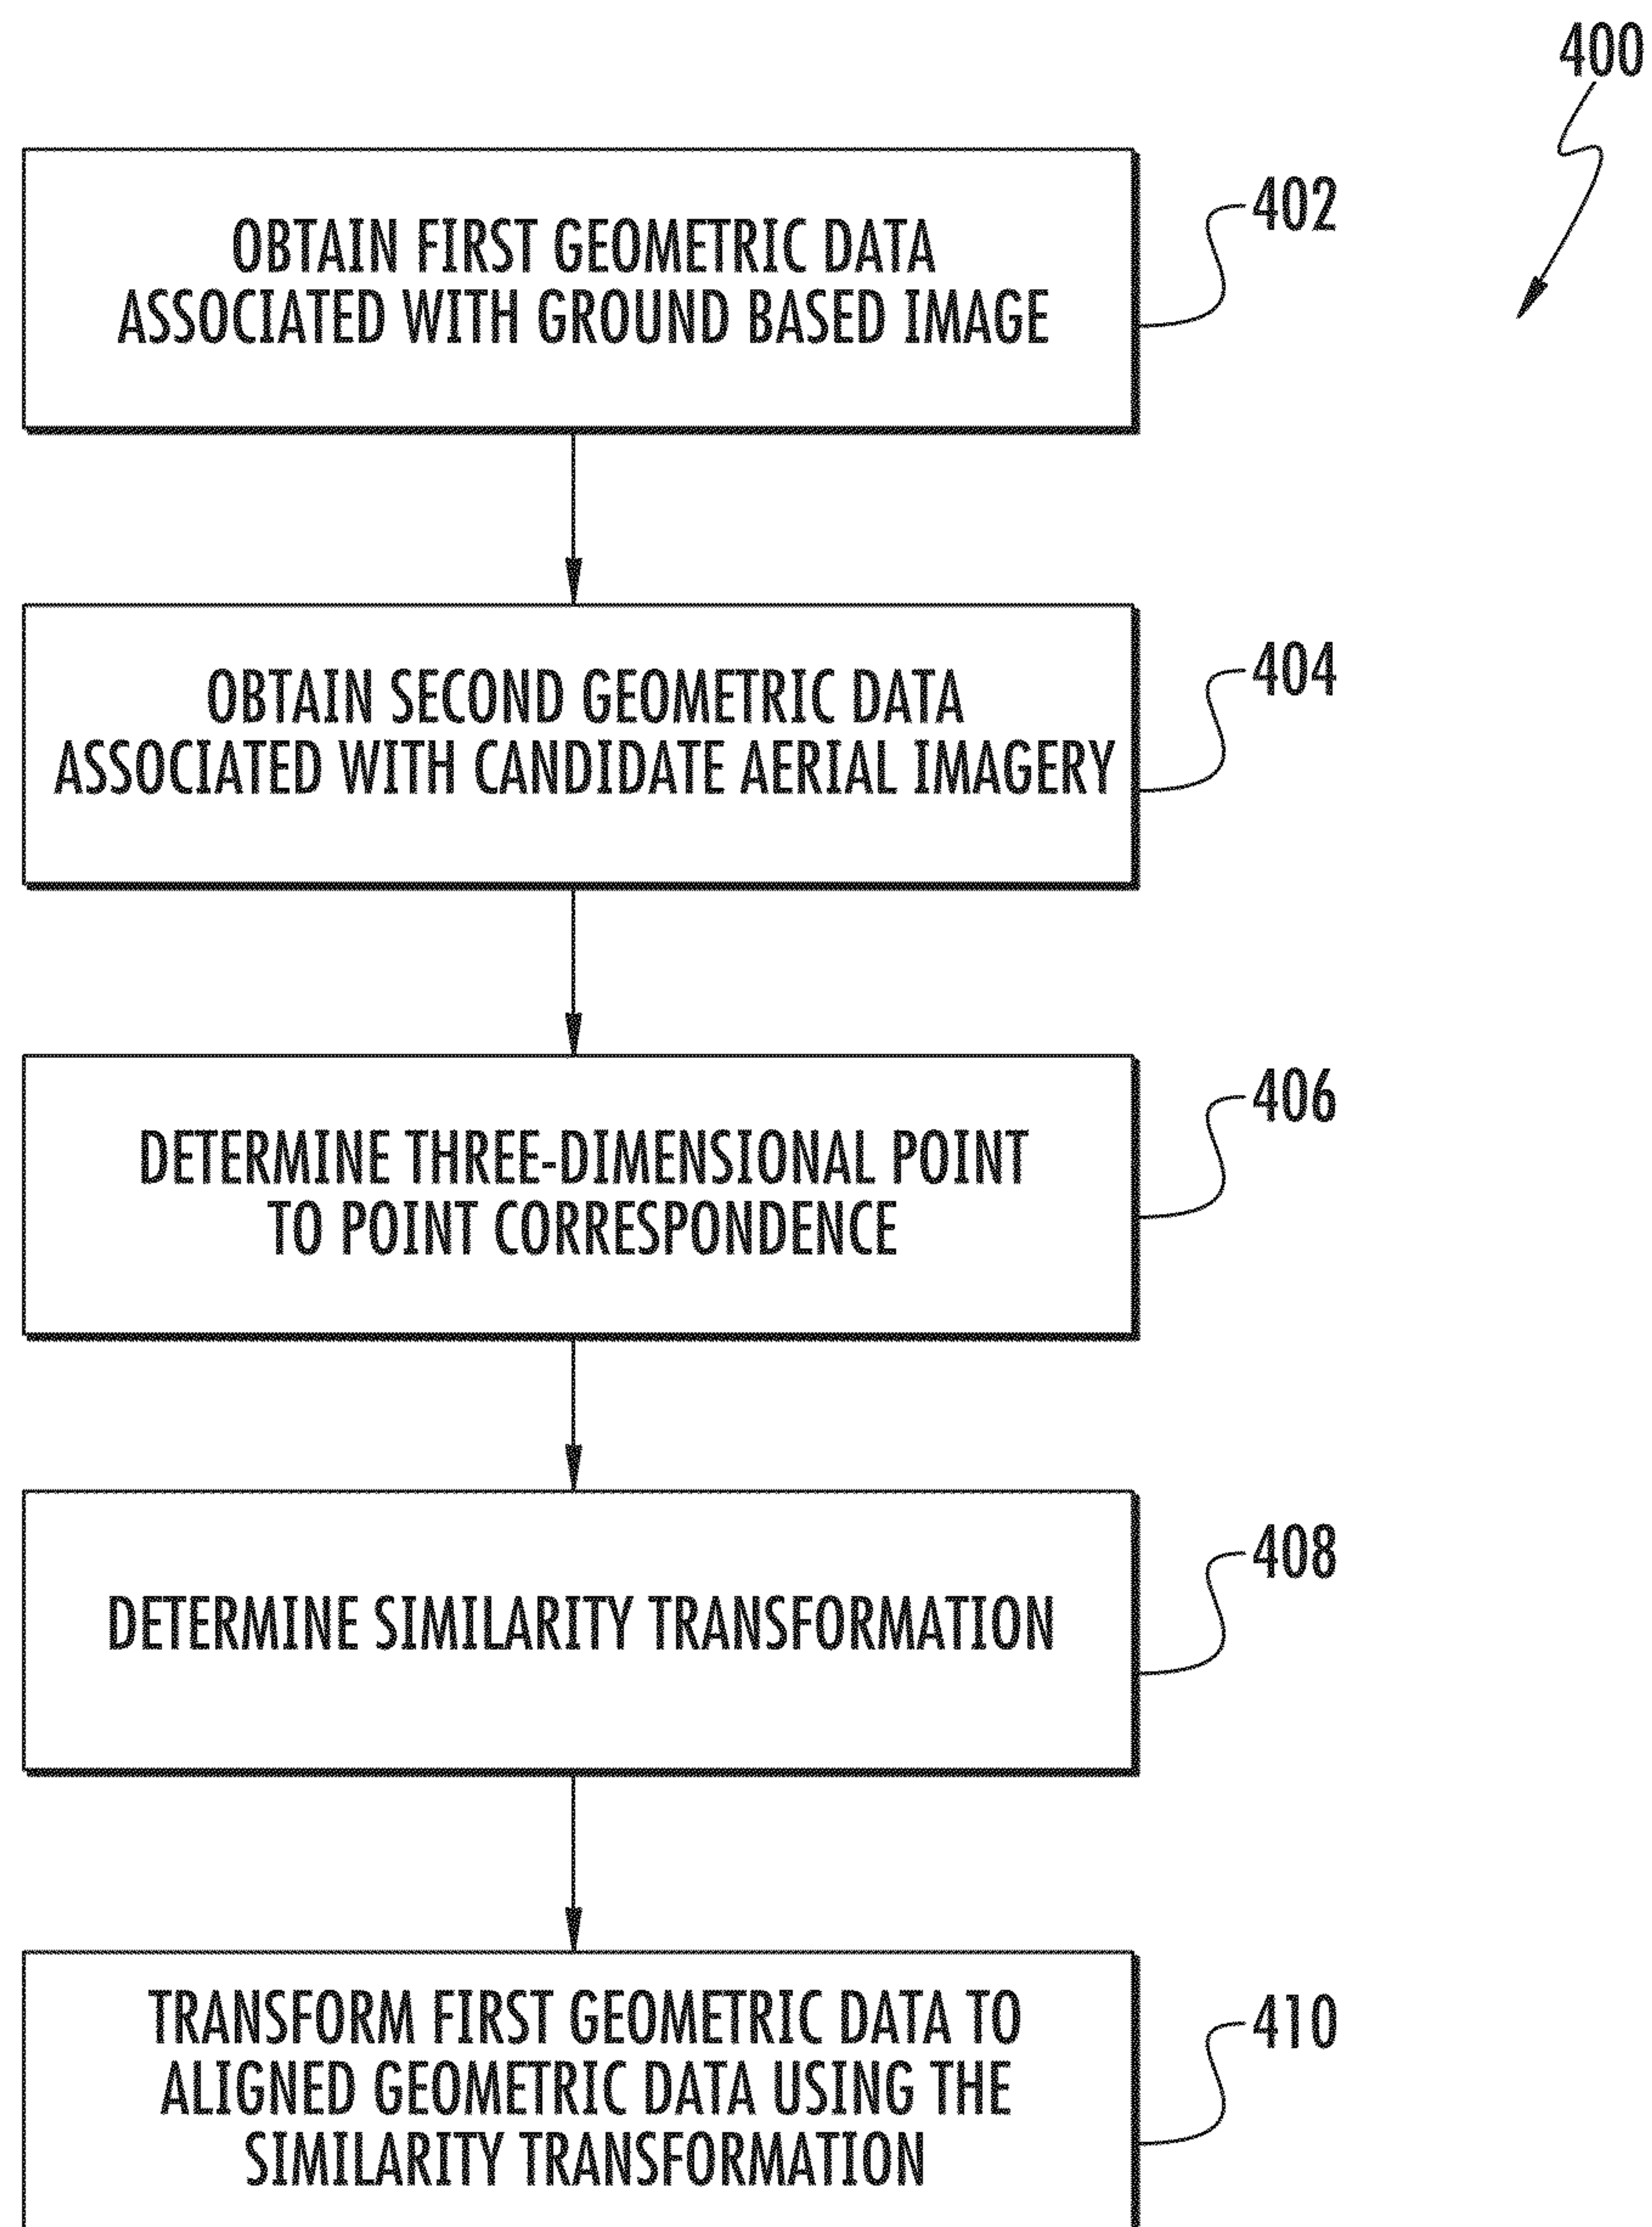 400
OBTAIN FIRST GEOMETRIC DATA
ASSOCIATED WITH GROUND BASED IMAGE
402
OBTAIN SECOND GEOMETRIC DATA
ASSOCIATED WITH CANDIDATE AERIAL IMAGERY
404
DETERMINE THREE-DIMENSIONAL POINT
TO POINT CORRESPONDENCE
406
DETERMINE SIMILARITY TRANSFORMATION
408
TRANSFORM FIRST GEOMETRIC DATA TO
ALIGNED GEOMETRIC DATA USING THE
SIMILARITY TRANSFORMATION
410